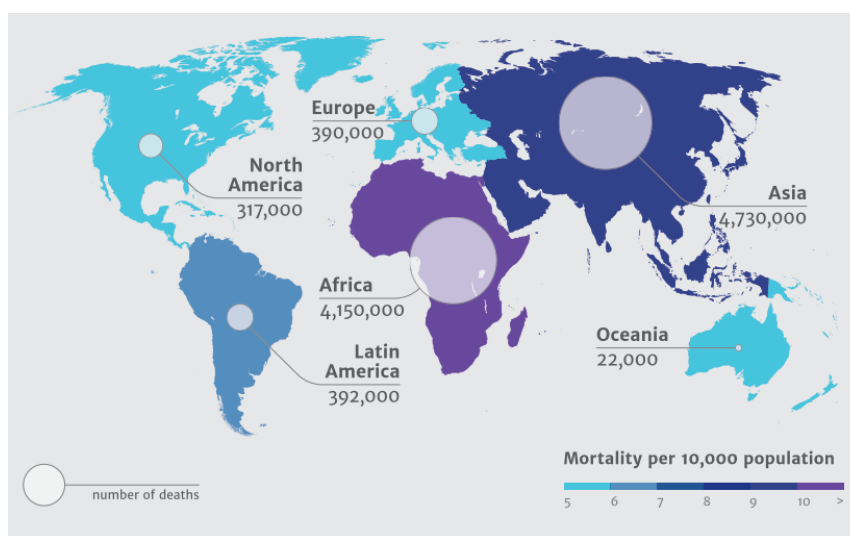 Europe
390,000
North
America
317,000
Asia
4,730,000
Africa
4,150,000
Latin
America
392,000
Oceania
22,000
number of deaths
Mortality per 10,000 population
5 6 7 8 9 10 >